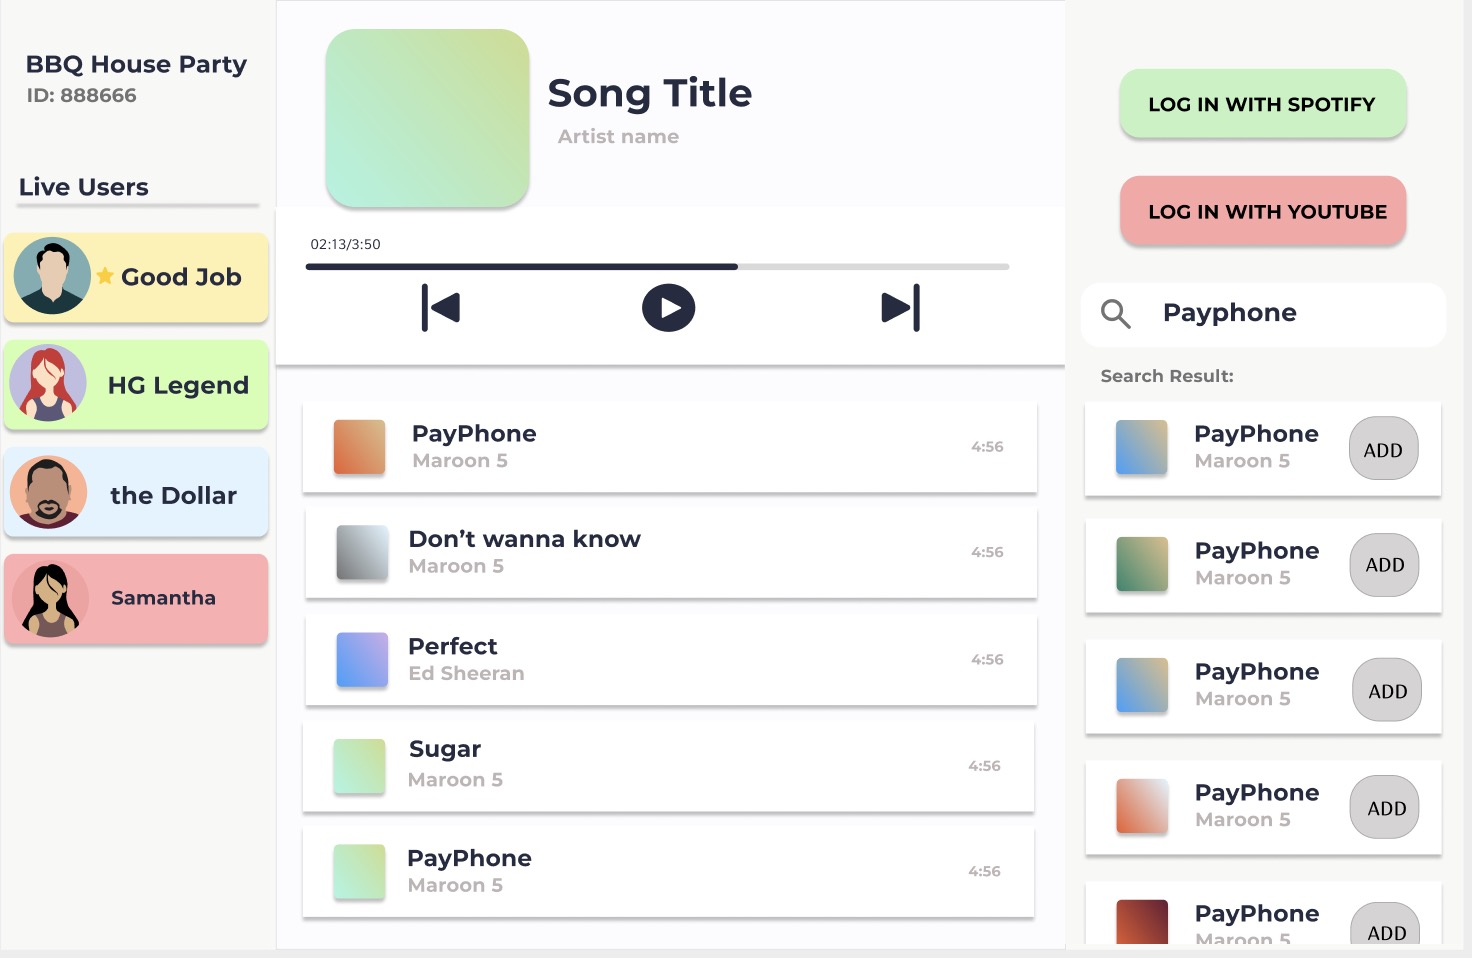 BBQ House Party
ID: 888666
Live Users
Good Job
HG Legend
the Dollar
Samantha
Song Title
Artist name
02:13/3:50
PayPhone
Maroon 5
4:56
Don’t wanna know
Maroon 5
4:56
Perfect
Ed Sheeran
4:56
Sugar
Maroon 5
4:56
PayPhone
Maroon 5
4:56
LOG IN WITH SPOTIFY
LOG IN WITH YOUTUBE
Payphone
Search Result:
PayPhone
Maroon 5
ADD
PayPhone
Maroon 5
ADD
PayPhone
Maroon 5
ADD
PayPhone
Maroon 5
ADD
PayPhone
Maroon 5
ADD